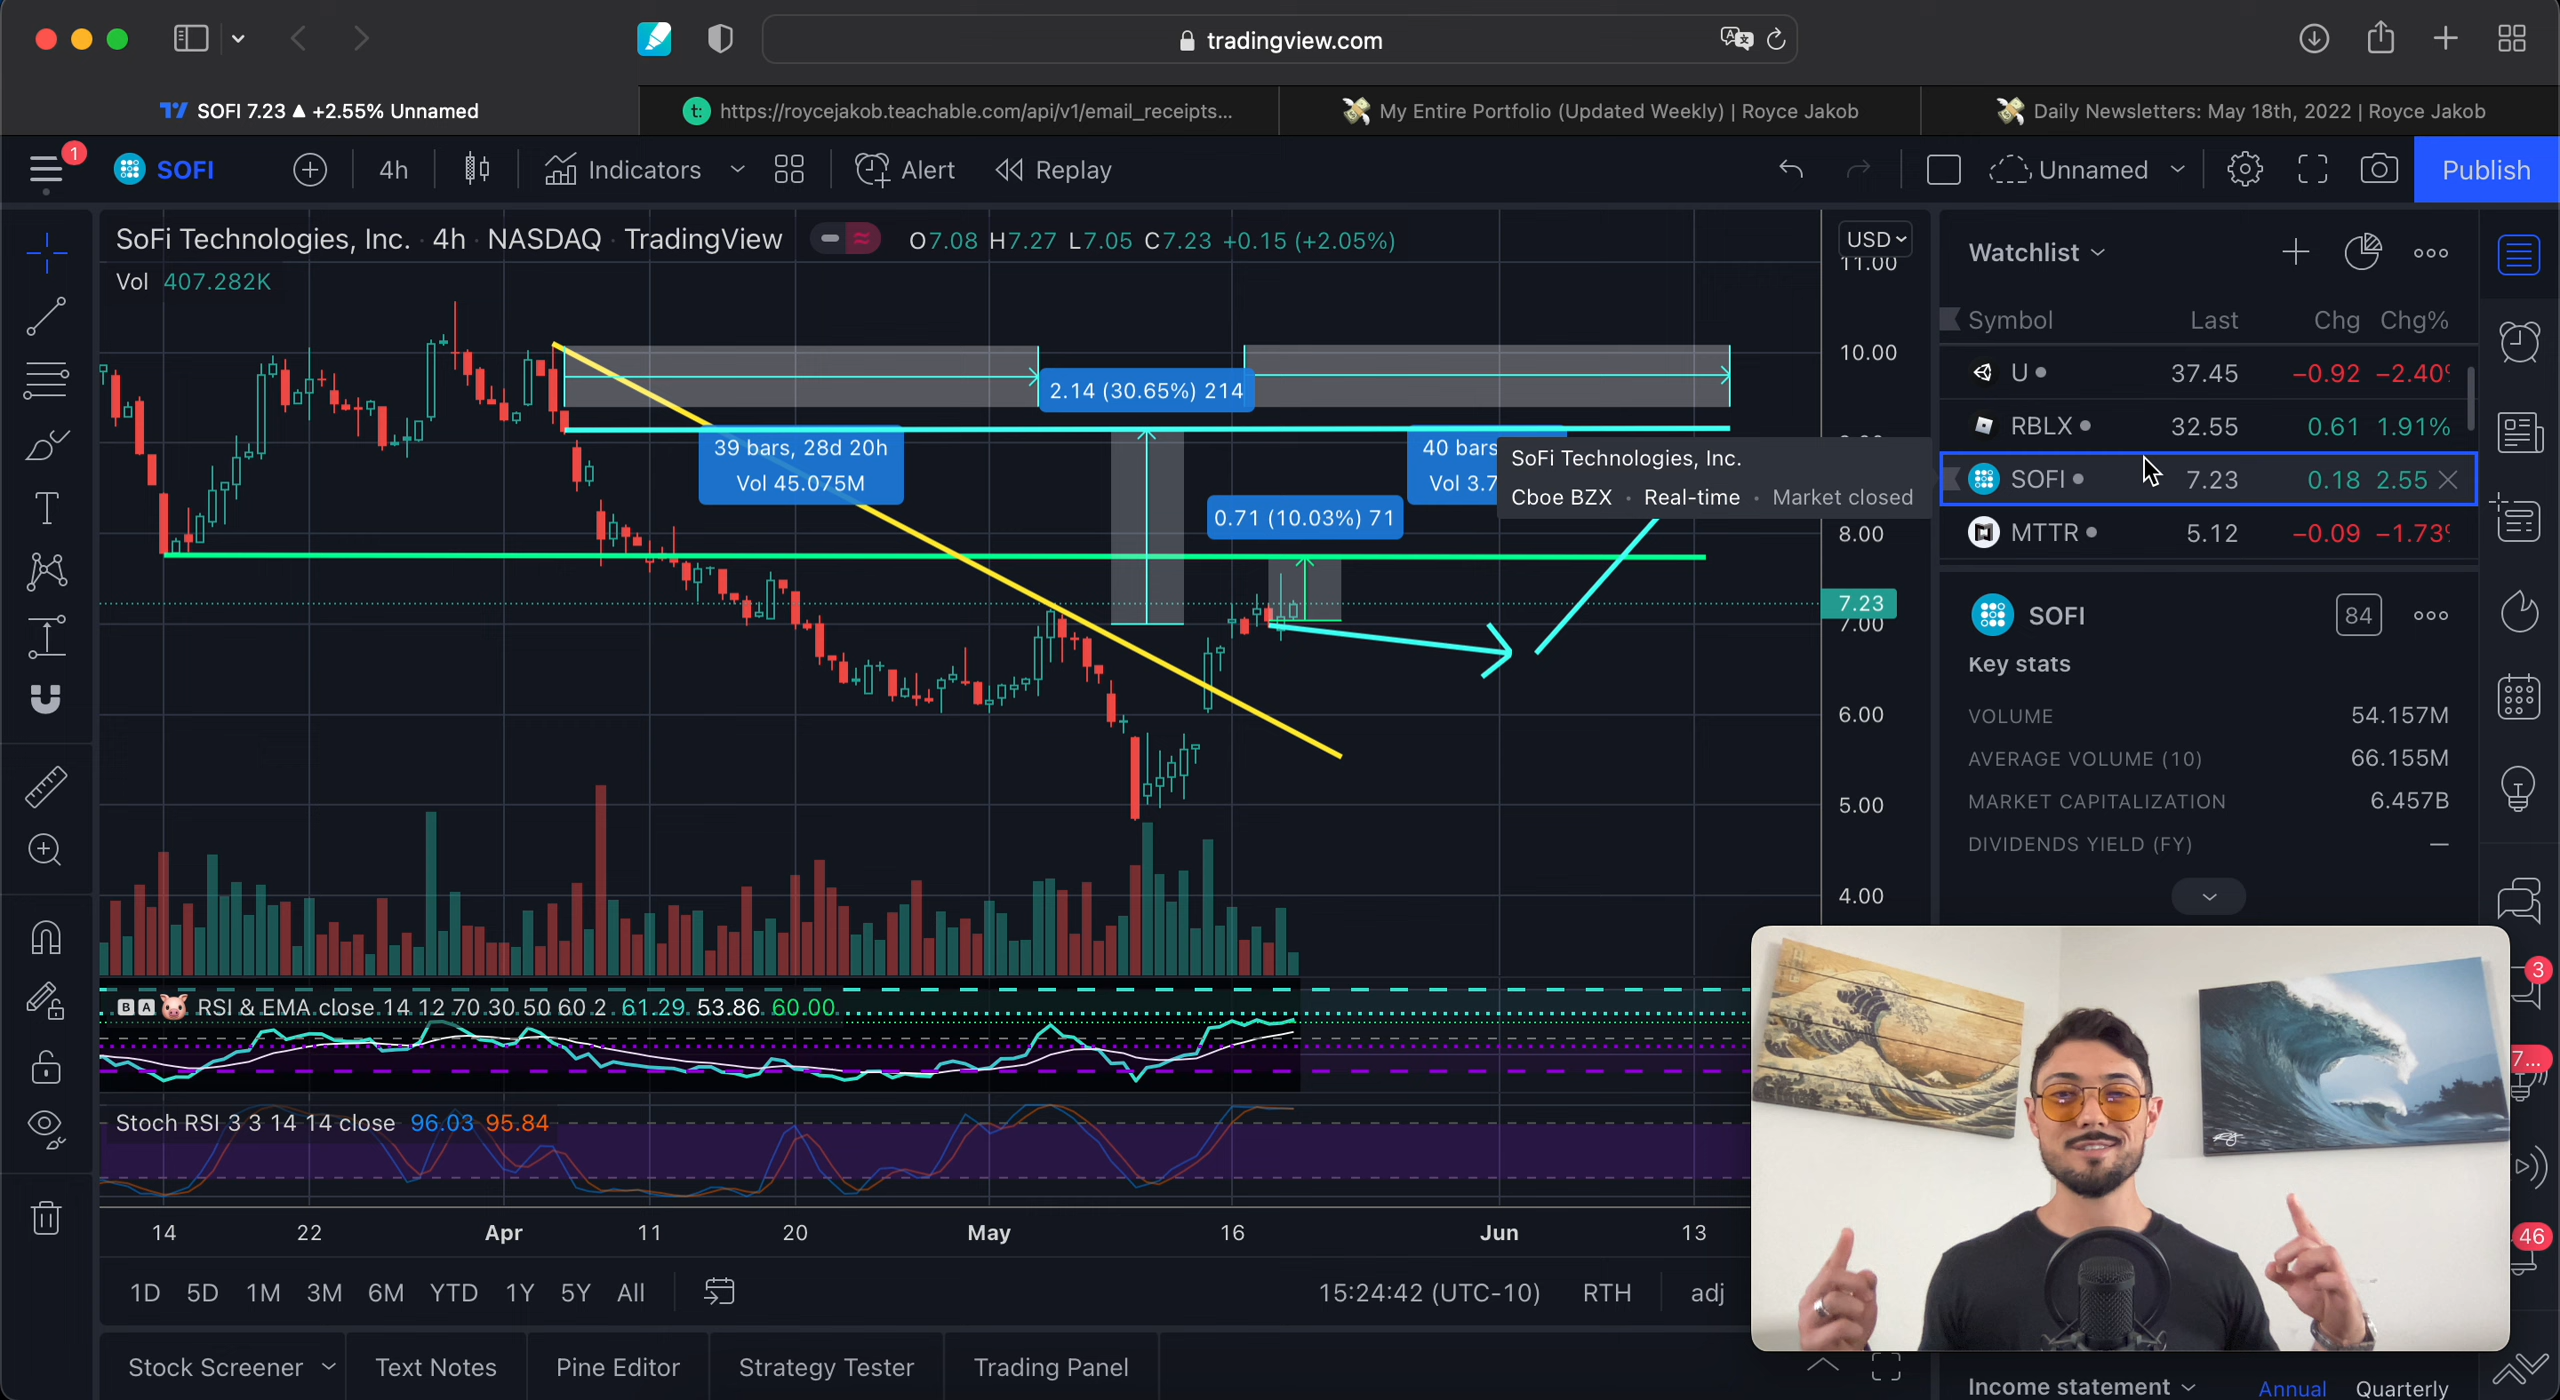 tradingview.com
SOFI 7.23 ▲ +2.55% Unnamed
t:
https://roycejakob.teachable.com/api/v1/email_receipts...
My Entire Portfolio (Updated Weekly) | Royce Jakob
Daily Newsletters: May 18th, 2022 | Royce Jakob
1
SOFI
4h
Indicators
Alert
Replay
Unnamed
Publish
SoFi Technologies, Inc. · 4h · NASDAQ · TradingView
O7.08 H7.27 L7.05 C7.23 +0.15 (+2.05%)
Vol 407.282K
USD
11.00
10.00
8.00
7.23
7.00
6.00
5.00
4.00
2.14 (30.65%) 214
39 bars, 28d 20h
Vol 45.075M
40 bars
Vol 3.7
0.71 (10.03%) 71
SoFi Technologies, Inc.
Cboe BZX · Real-time · Market closed
B A RSI & EMA close 14 12 70 30 50 60 2 61.29 53.86 60.00
Stoch RSI 3 3 14 14 close 96.03 95.84
14 22 Apr 11 20 May 16 Jun 13
1D 5D 1M 3M 6M YTD 1Y 5Y All
15:24:42 (UTC-10) RTH adj
Stock Screener
Text Notes
Pine Editor
Strategy Tester
Trading Panel
Watchlist
Symbol Last Chg Chg%
U 37.45 −0.92 −2.40
RBLX 32.55 0.61 1.91%
SOFI 7.23 0.18 2.55
MTTR 5.12 −0.09 −1.73
SOFI
84
Key stats
VOLUME 54.157M
AVERAGE VOLUME (10) 66.155M
MARKET CAPITALIZATION 6.457B
DIVIDENDS YIELD (FY) —
3
7...
46
Income statement
Annual Quarterly